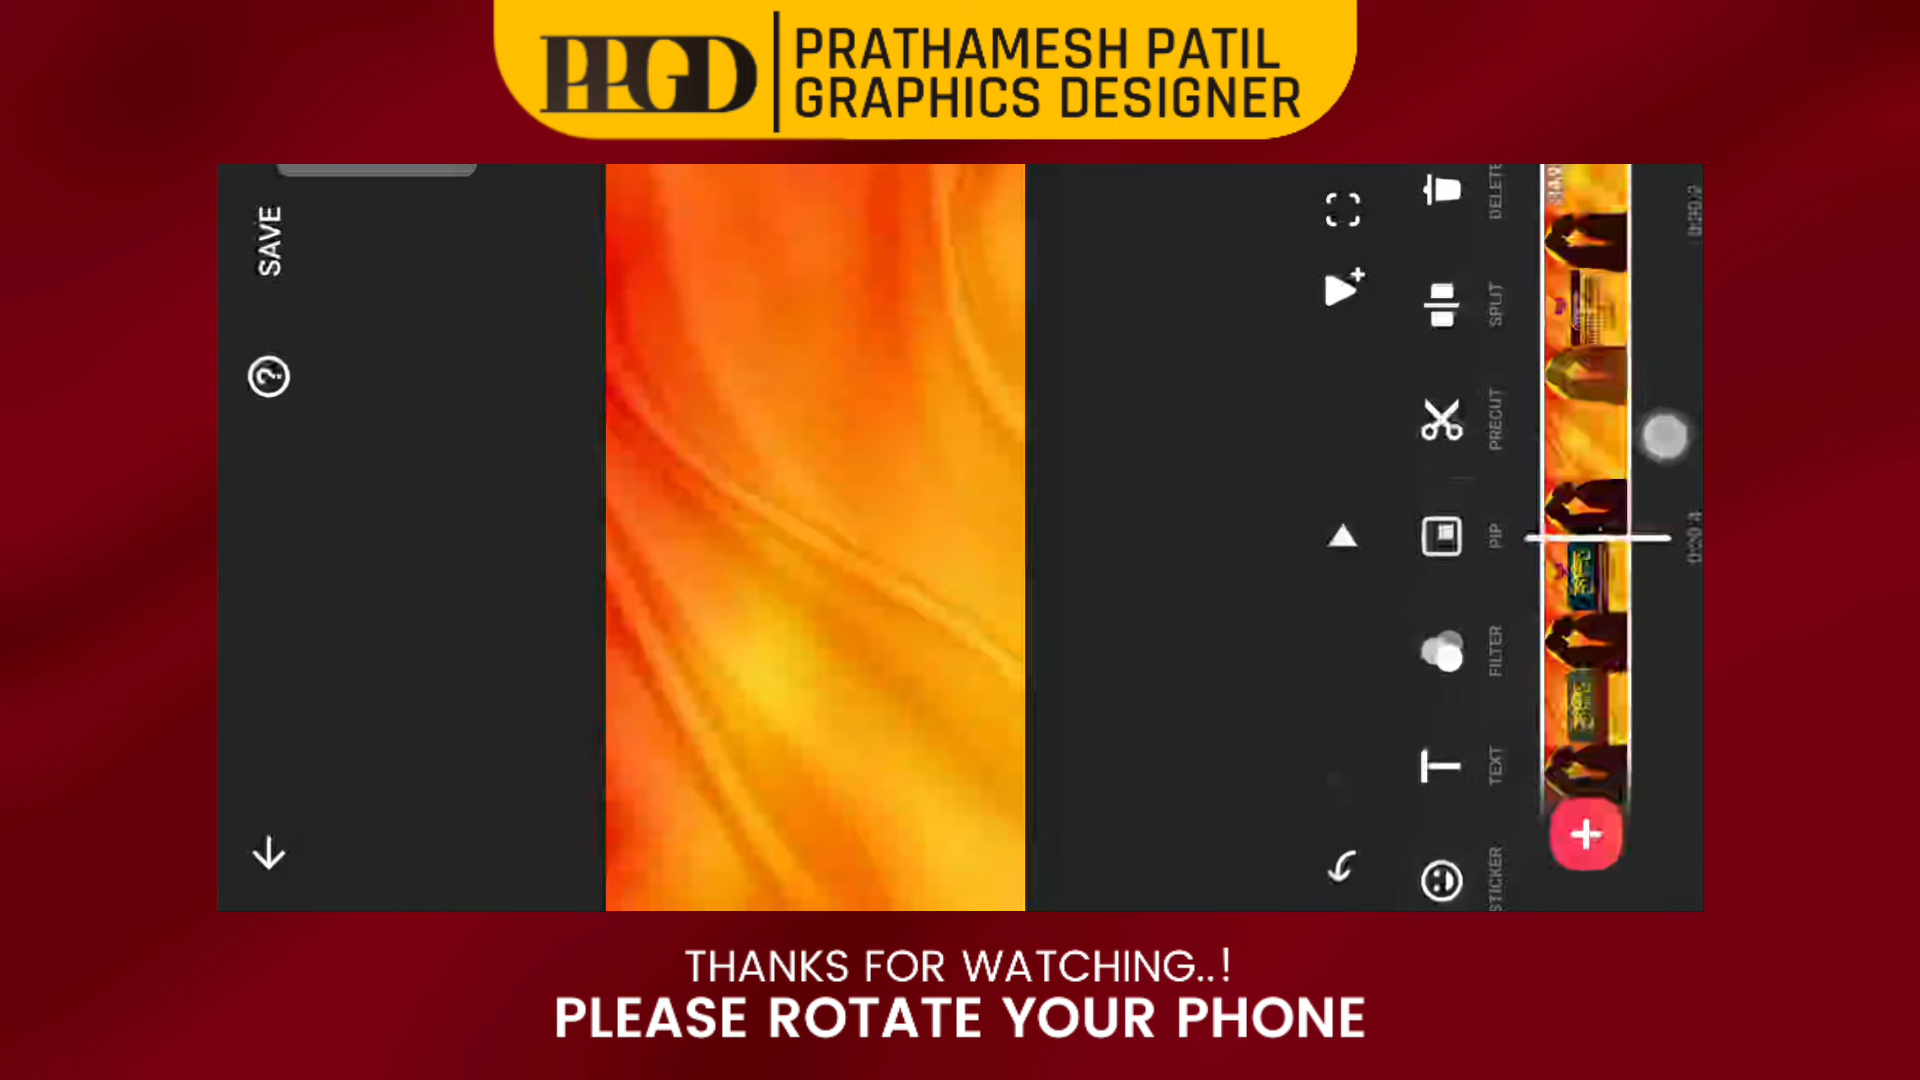 PPGD
PRATHAMESH PATIL
GRAPHICS DESIGNER
SAVE
DELETE
SPLIT
PRECUT
PIP
FILTER
TEXT
STICKER
THANKS FOR WATCHING..!
PLEASE ROTATE YOUR PHONE